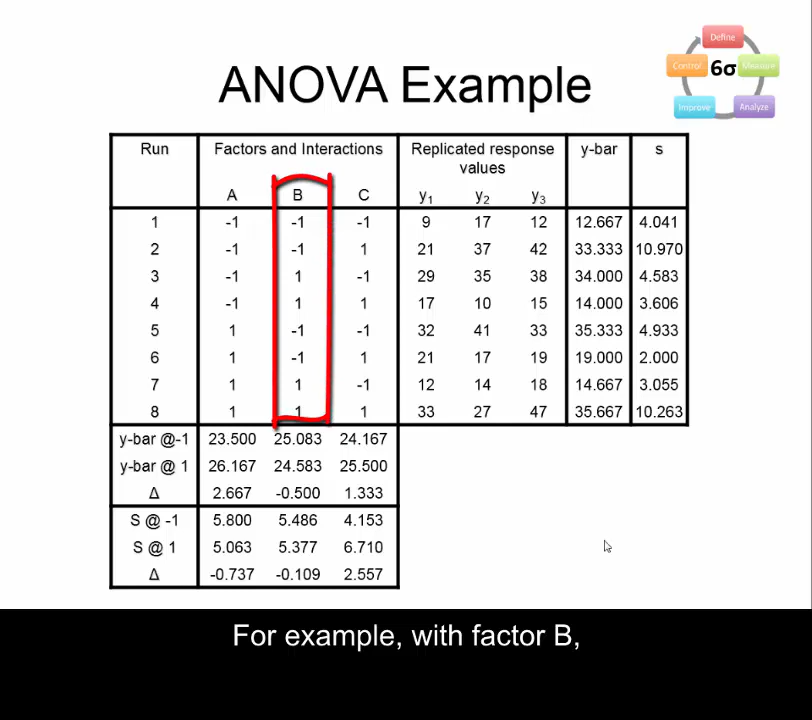 Define
Control 6σ Measure
Improve Analyze
ANOVA Example
Run Factors and Interactions Replicated response values y-bar s
A B C y1 y2 y3
1 -1 -1 -1 9 17 12 12.667 4.041
2 -1 -1 1 21 37 42 33.333 10.970
3 -1 1 -1 29 35 38 34.000 4.583
4 -1 1 1 17 10 15 14.000 3.606
5 1 -1 -1 32 41 33 35.333 4.933
6 1 -1 1 21 17 19 19.000 2.000
7 1 1 -1 12 14 18 14.667 3.055
8 1 1 1 33 27 47 35.667 10.263
y-bar @-1 23.500 25.083 24.167
y-bar @ 1 26.167 24.583 25.500
Δ 2.667 -0.500 1.333
S @ -1 5.800 5.486 4.153
S @ 1 5.063 5.377 6.710
Δ -0.737 -0.109 2.557
For example, with factor B,